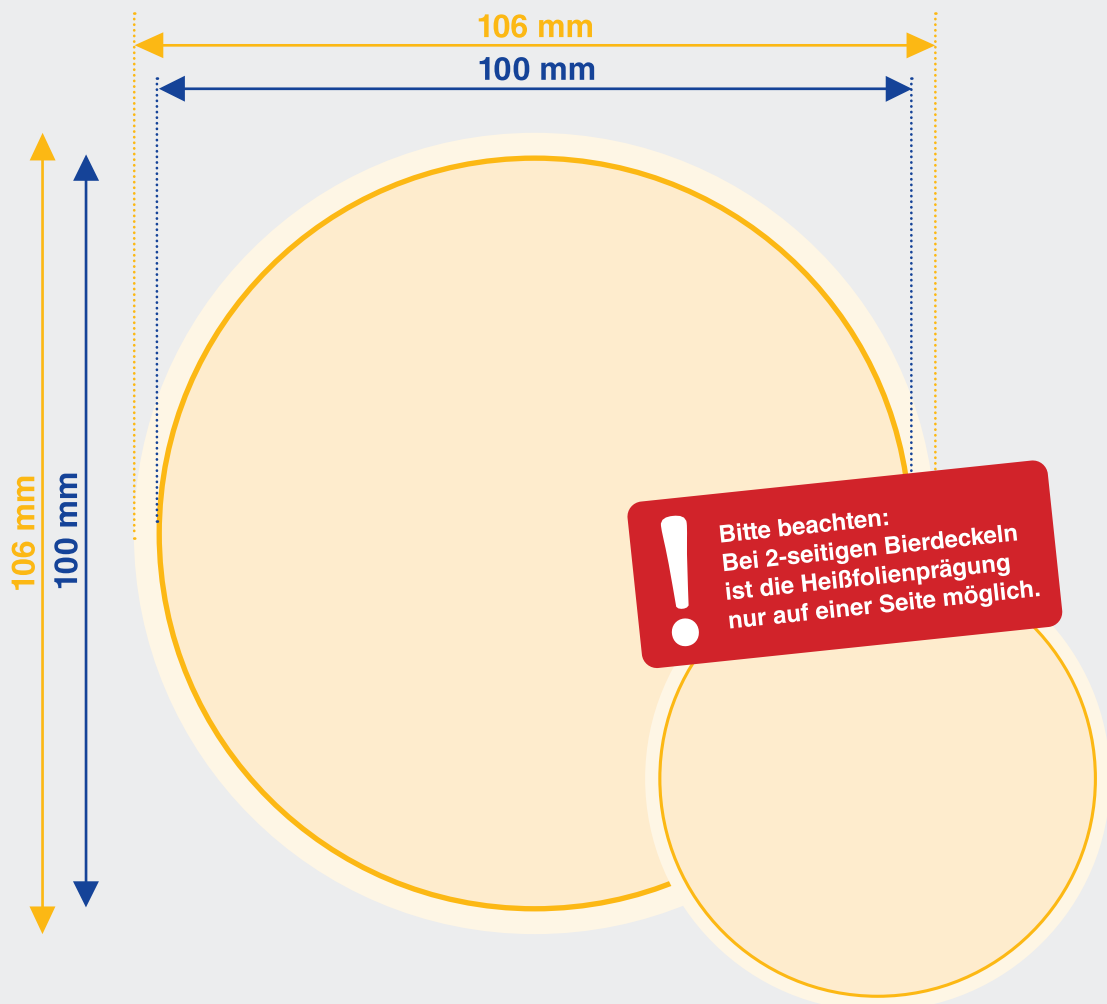 106 mm
100 mm
106 mm
100 mm
Bitte beachten:
Bei 2-seitigen Bierdeckeln
ist die Heißfolienprägung
nur auf einer Seite möglich.